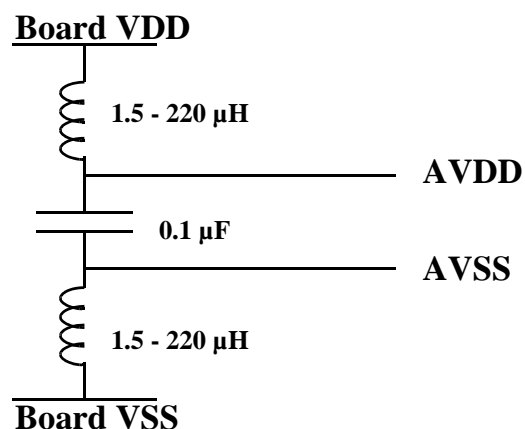 Board VDD
1.5 - 220 µH
AVDD
0.1 µF
AVSS
1.5 - 220 µH
Board VSS